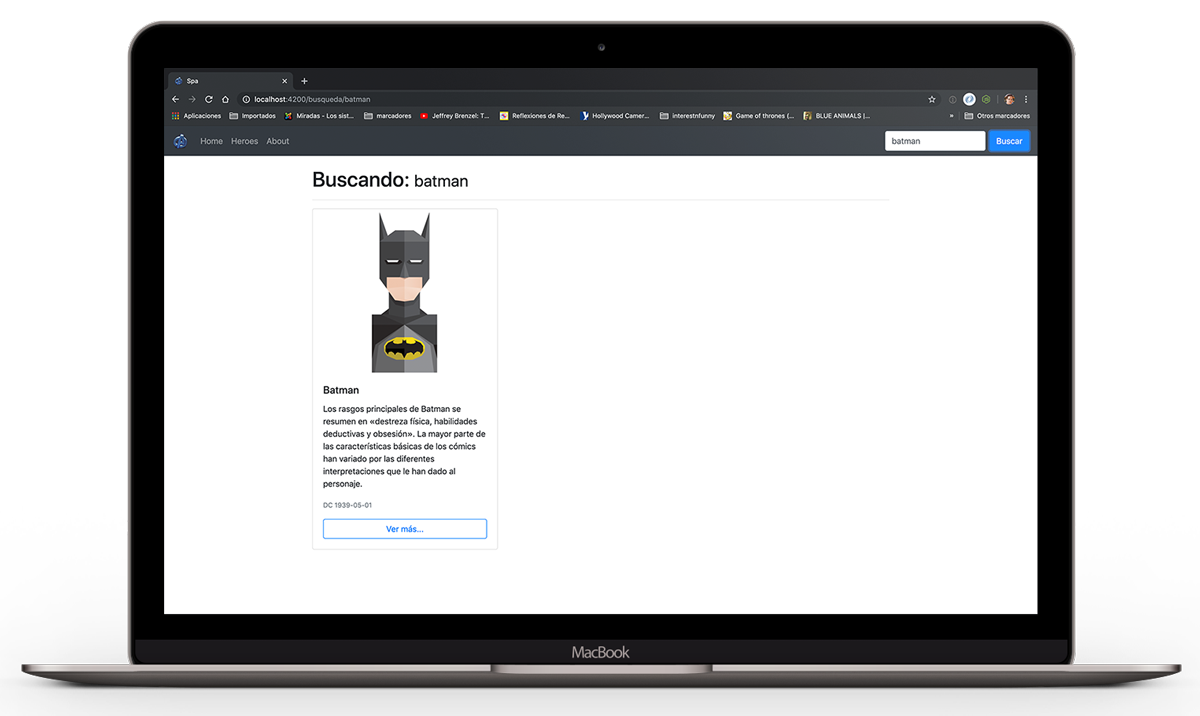 Spa
localhost:4200/busqueda/batman
Aplicaciones Importados Miradas - Los sist... marcadores Jeffrey Brenzel: T... Reflexiones de Re... Hollywood Camer... interestnfunny Game of thrones (... BLUE ANIMALS |... » Otros marcadores
Home Heroes About batman Buscar
Buscando: batman
Batman
Los rasgos principales de Batman se
resumen en «destreza física, habilidades
deductivas y obsesión». La mayor parte de
las características básicas de los cómics
han variado por las diferentes
interpretaciones que le han dado al
personaje.
DC 1939-05-01
Ver más...
MacBook